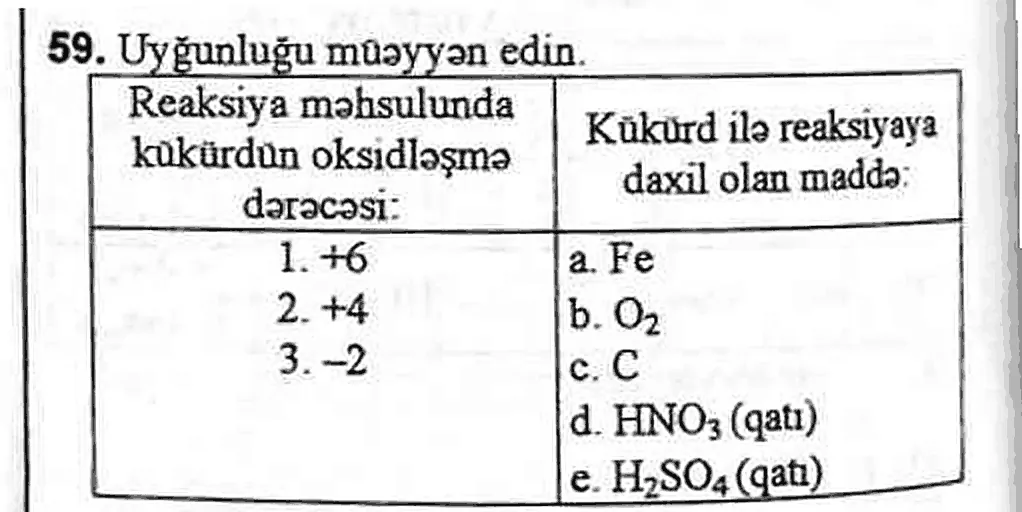 59. Uyğunluğu müəyyən edin.
Reaksiya məhsulunda
kükürdün oksidləşmə
dərəcəsi:
Kükürd ilə reaksiyaya
daxil olan maddə:
1. +6
2. +4
3. –2
a. Fe
b. O₂
c. C
d. HNO₃ (qatı)
e. H₂SO₄ (qatı)